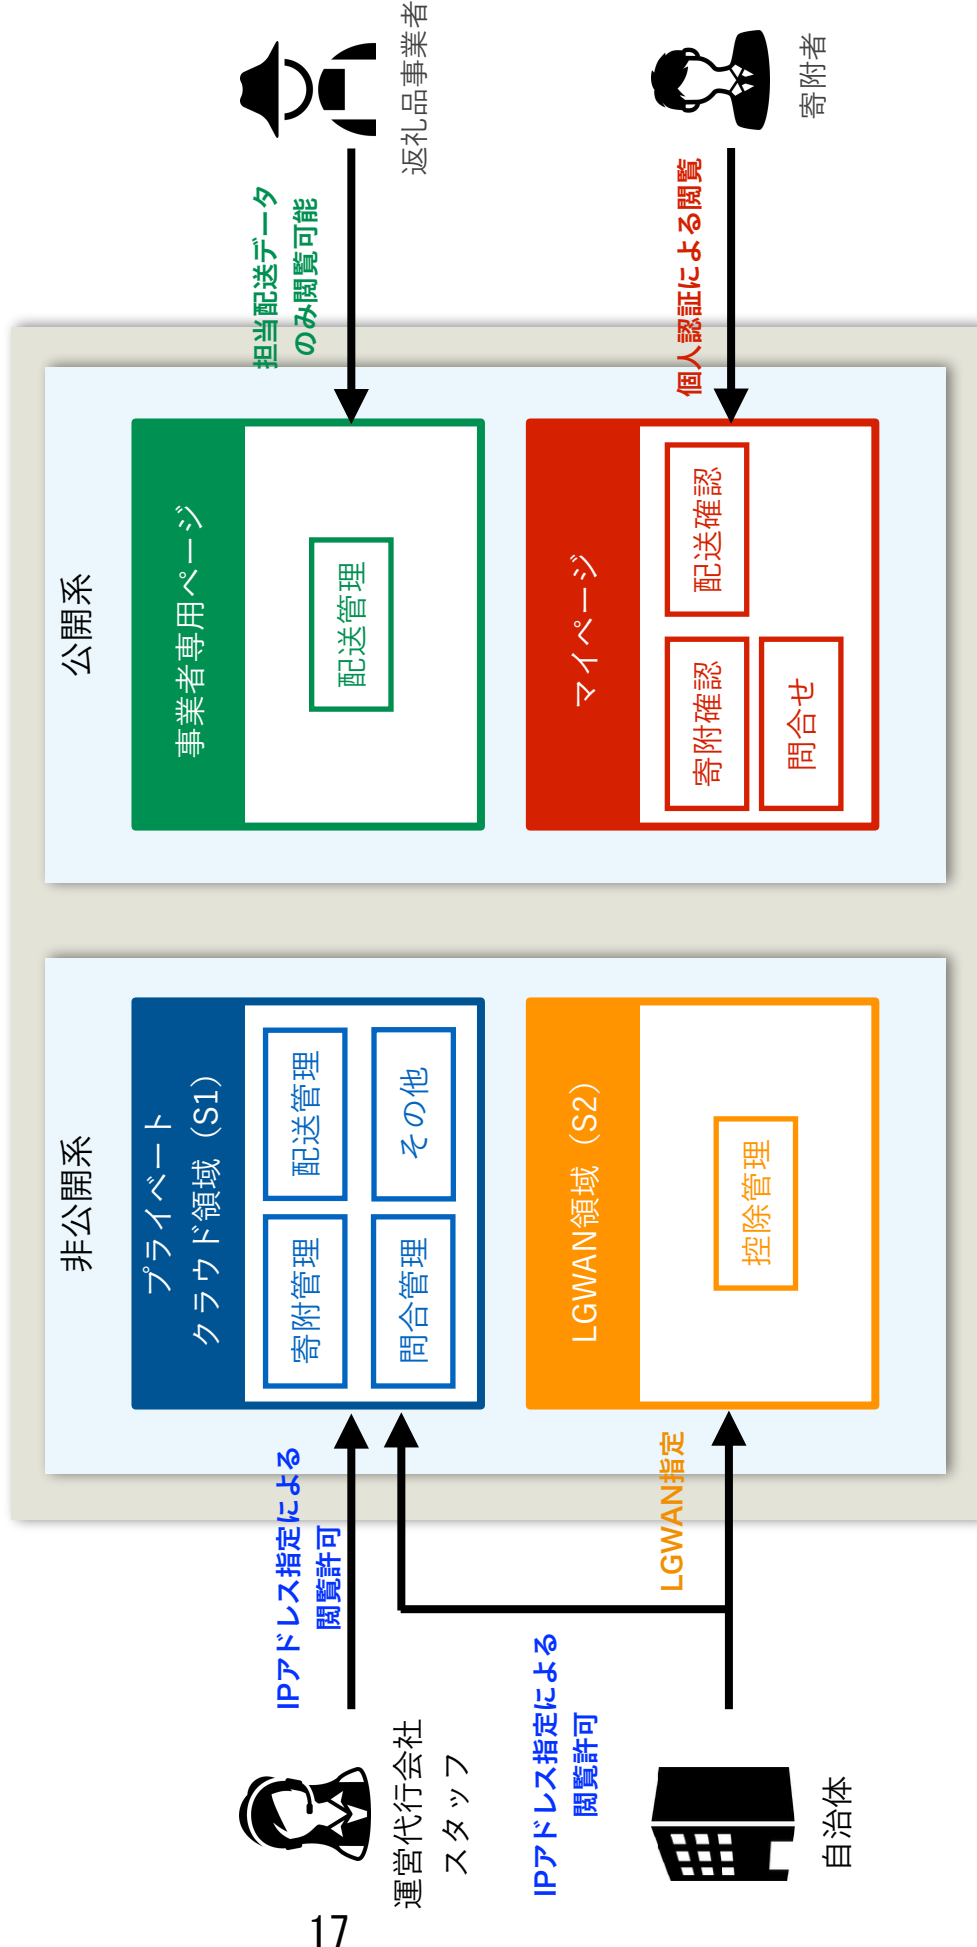 非公開系
公開系
プライベート
クラウド領域（S1）
寄附管理
配送管理
問合管理
その他
LGWAN領域（S2）
控除管理
事業者専用ページ
配送管理
マイページ
寄附確認
配送確認
問合せ
IPアドレス指定による
閲覧許可
運営代行会社
スタッフ
IPアドレス指定による
閲覧許可
LGWAN指定
自治体
担当配送データ
のみ閲覧可能
返礼品事業者
個人認証による閲覧
寄附者
17